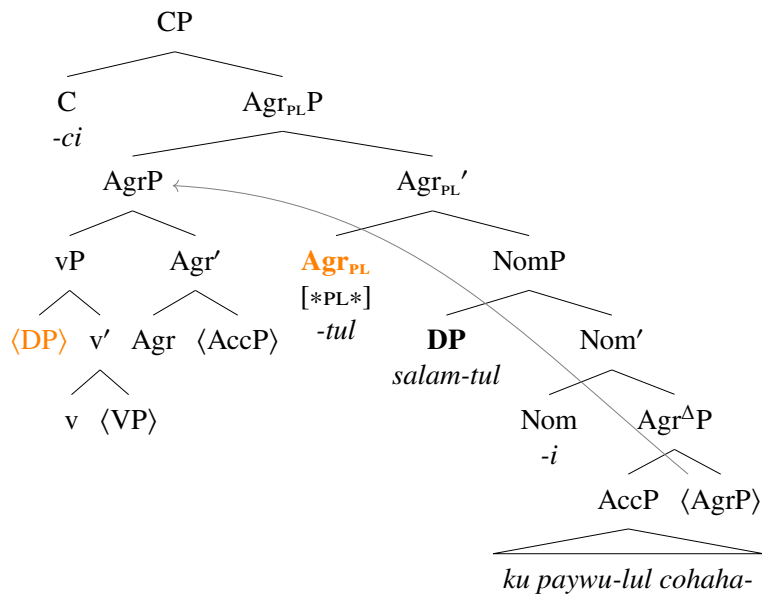 CP
C Agr_PL P
-ci
AgrP Agr_PL′
vP Agr′ Agr_PL NomP
[∗PL∗]
-tul
⟨DP⟩ v′ Agr ⟨AccP⟩ DP Nom′
salam-tul
v ⟨VP⟩ Nom Agr^Δ P
-i
AccP ⟨AgrP⟩
ku paywu-lul cohaha-